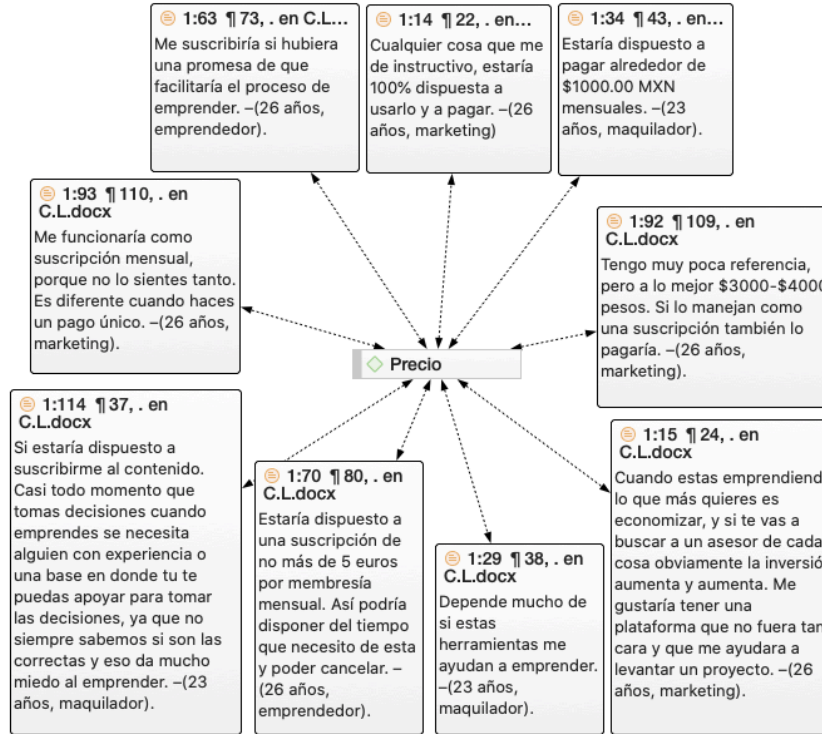 1:63 ¶ 73, . en C.L...
Me suscribiría si hubiera
una promesa de que
facilitaría el proceso de
emprender. –(26 años,
emprendedor).
1:14 ¶ 22, . en...
Cualquier cosa que me
de instructivo, estaría
100% dispuesta a
usarlo y a pagar. –(26
años, marketing)
1:34 ¶ 43, . en...
Estaría dispuesto a
pagar alrededor de
$1000.00 MXN
mensuales. –(23
años, maquilador).
1:93 ¶ 110, . en
C.L.docx
Me funcionaría como
suscripción mensual,
porque no lo sientes tanto.
Es diferente cuando haces
un pago único. –(26 años,
marketing).
1:92 ¶ 109, . en
C.L.docx
Tengo muy poca referencia,
pero a lo mejor $3000-$4000
pesos. Si lo manejan como
una suscripción también lo
pagaría. –(26 años,
marketing).
Precio
1:114 ¶ 37, . en
C.L.docx
Si estaría dispuesto a
suscribirme al contenido.
Casi todo momento que
tomas decisiones cuando
emprendes se necesita
alguien con experiencia o
una base en donde tu te
puedas apoyar para tomar
las decisiones, ya que no
siempre sabemos si son las
correctas y eso da mucho
miedo al emprender. –(23
años, maquilador).
1:70 ¶ 80, . en
C.L.docx
Estaría dispuesto a
una suscripción de
no más de 5 euros
por membresía
mensual. Así podría
disponer del tiempo
que necesito de esta
y poder cancelar. –
(26 años,
emprendedor).
1:29 ¶ 38, . en
C.L.docx
Depende mucho de
si estas
herramientas me
ayudan a emprender.
–(23 años,
maquilador).
1:15 ¶ 24, . en
C.L.docx
Cuando estas emprendiend
lo que más quieres es
economizar, y si te vas a
buscar a un asesor de cada
cosa obviamente la inversió
aumenta y aumenta. Me
gustaría tener una
plataforma que no fuera tan
cara y que me ayudara a
levantar un proyecto. –(26
años, marketing).